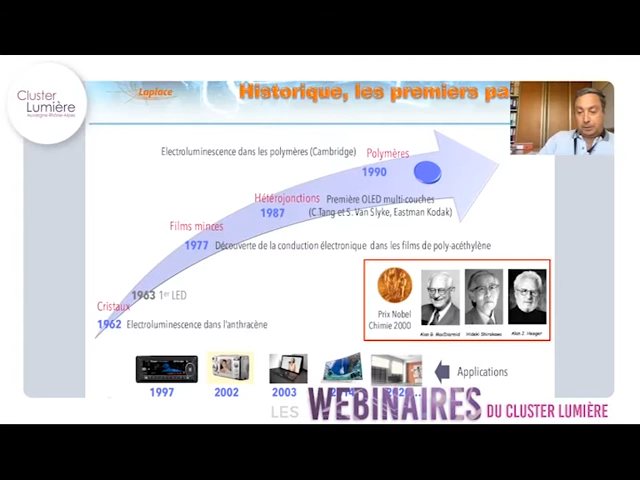 Cluster
Lumière
Auvergne-Rhône-Alpes
Laplace
Historique, les premiers pa
Electroluminescence dans les polymères (Cambridge)
Polymères
1990
Hétérojonctions
1987
Première OLED multi couches
(C.Tang et S. Van Slyke, Eastman Kodak)
Films minces
1977
Découverte de la conduction électronique dans les films de poly-acéthylène
1963 1er LED
Cristaux
1962
Electroluminescence dans l'anthracène
Prix Nobel
Chimie 2000
Alan G. MacDiarmid
Hideki Shirakawa
Alan J. Heeger
Applications
1997
2002
2003
LES WEBINAIRES DU CLUSTER LUMIÈRE